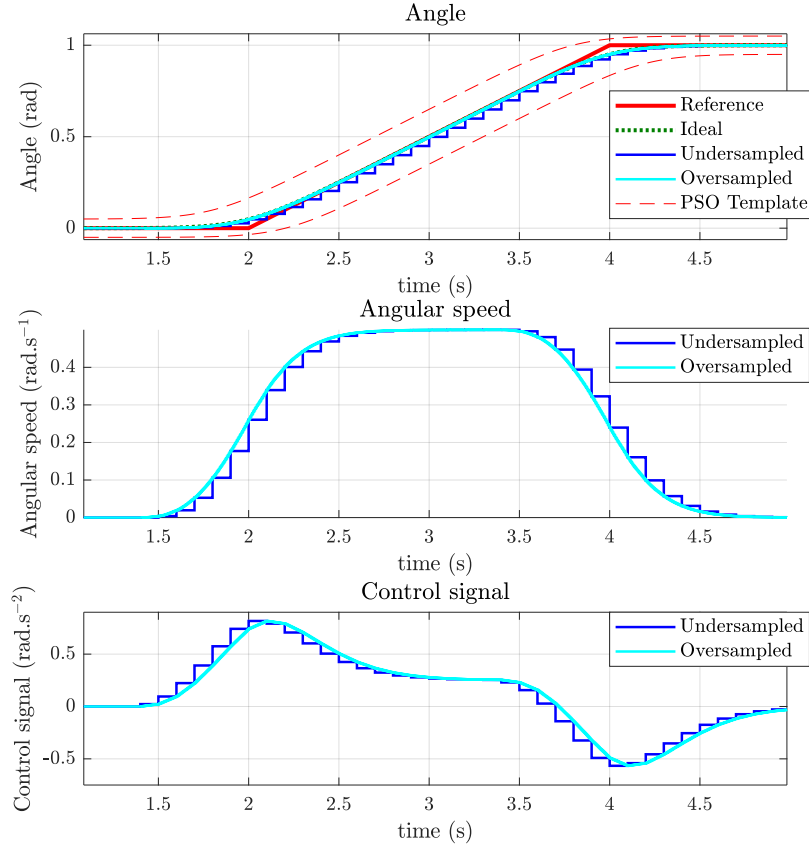 Angle
Angle (rad)
1
0.5
0
Reference
Ideal
Undersampled
Oversampled
PSO Template
1.5 2 2.5 3 3.5 4 4.5
time (s)
Angular speed
Angular speed (rad.s⁻¹)
0.4
0.3
0.2
0.1
0
Undersampled
Oversampled
1.5 2 2.5 3 3.5 4 4.5
time (s)
Control signal
Control signal (rad.s⁻²)
0.5
0
-0.5
Undersampled
Oversampled
1.5 2 2.5 3 3.5 4 4.5
time (s)